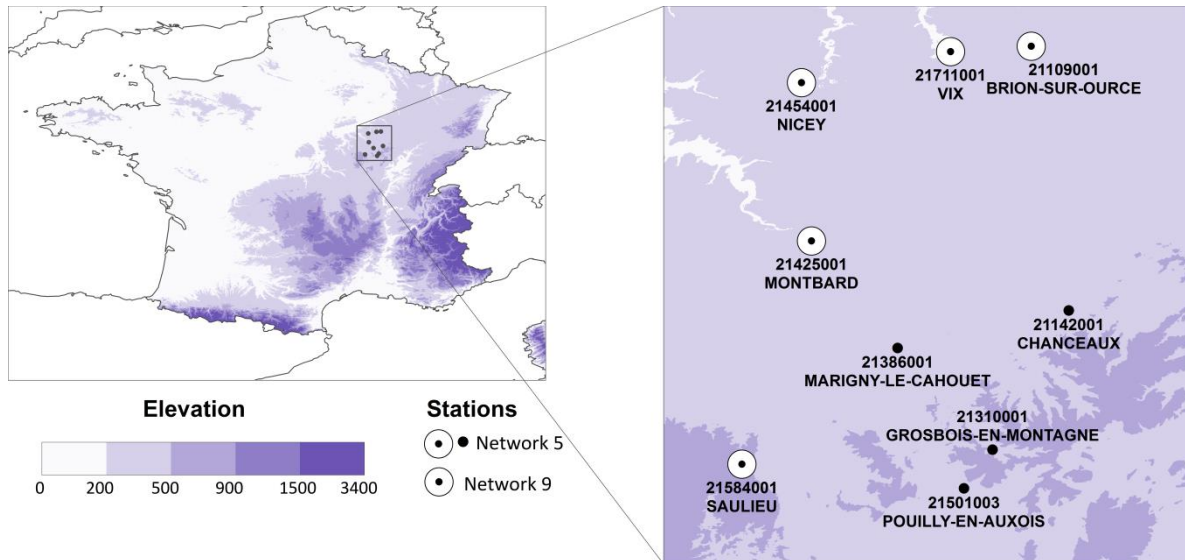 Elevation
0 200 500 900 1500 3400
Stations
Network 5
Network 9
21454001
NICEY
21711001
VIX
21109001
BRION-SUR-OURCE
21425001
MONTBARD
21142001
CHANCEAUX
21386001
MARIGNY-LE-CAHOUET
21310001
GROSBOIS-EN-MONTAGNE
21584001
SAULIEU
21501003
POUILLY-EN-AUXOIS